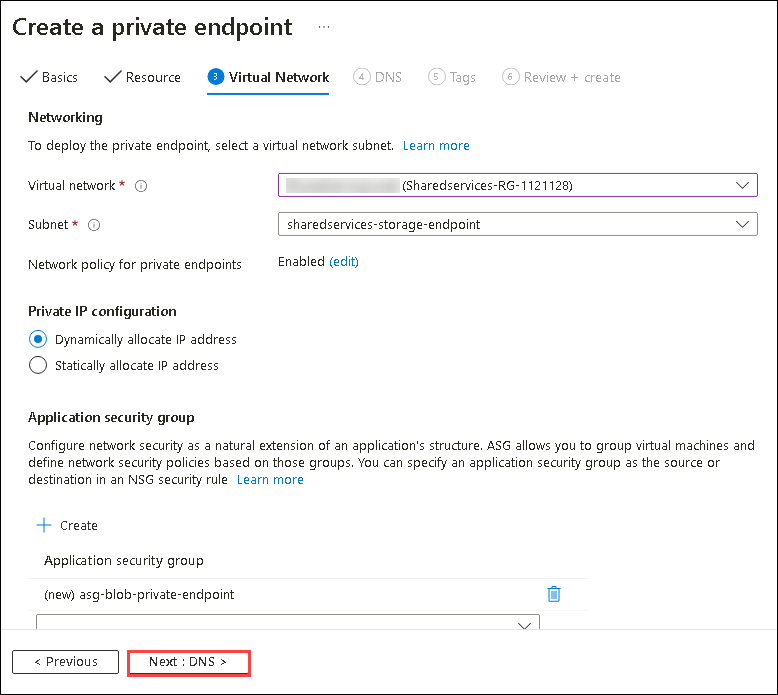 Create a private endpoint ...
Basics Resource 3 Virtual Network 4 DNS 5 Tags 6 Review + create
Networking
To deploy the private endpoint, select a virtual network subnet. Learn more
Virtual network * (Sharedservices-RG-1121128)
Subnet * sharedservices-storage-endpoint
Network policy for private endpoints Enabled (edit)
Private IP configuration
Dynamically allocate IP address
Statically allocate IP address
Application security group
Configure network security as a natural extension of an application's structure. ASG allows you to group virtual machines and
define network security policies based on those groups. You can specify an application security group as the source or
destination in an NSG security rule Learn more
+ Create
Application security group
(new) asg-blob-private-endpoint
< Previous Next : DNS >